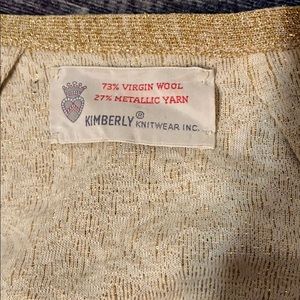 73% VIRGIN WOOL
27% METALLIC YARN
KIMBERLY® KNITWEAR INC.